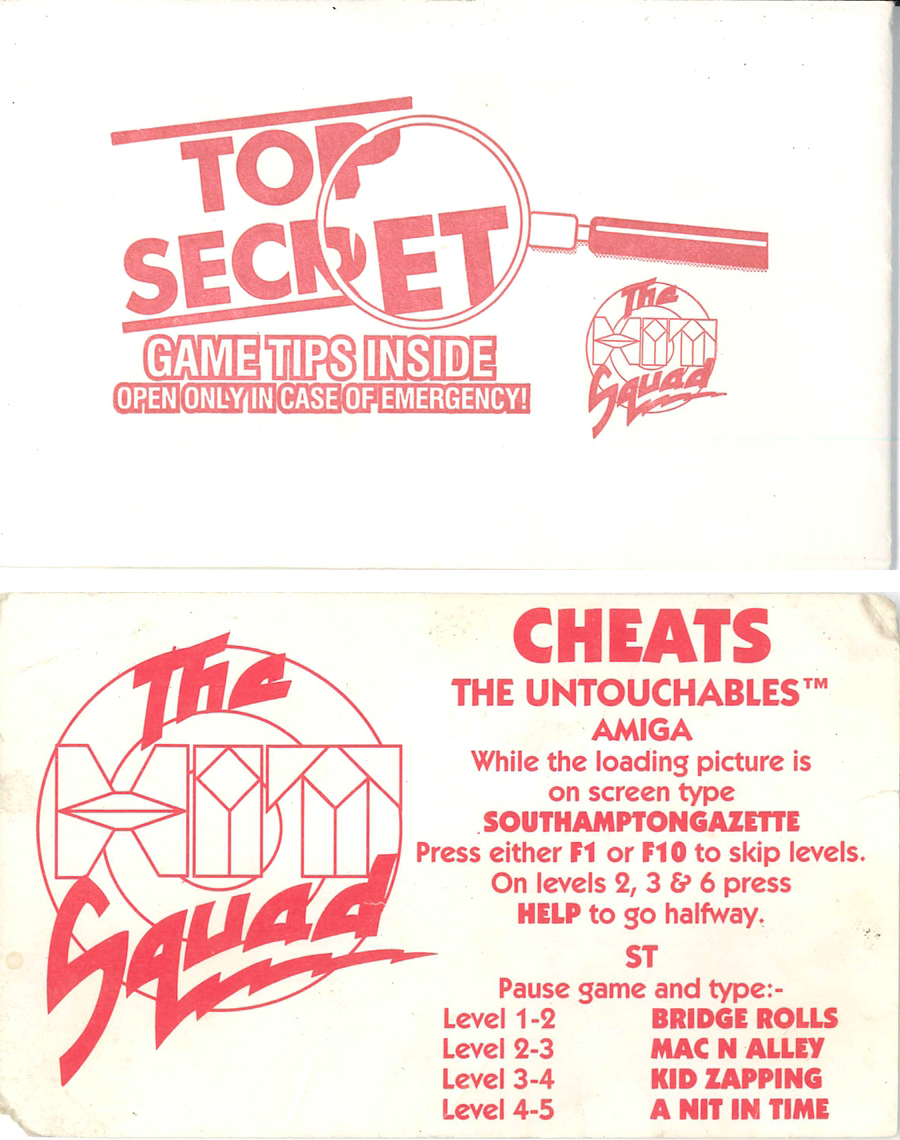 TOP
SECRET
GAME TIPS INSIDE
OPEN ONLY IN CASE OF EMERGENCY!
The
HIT
Squad
The
HIT
Squad
CHEATS
THE UNTOUCHABLES™
AMIGA
While the loading picture is
on screen type
SOUTHAMPTONGAZETTE
Press either F1 or F10 to skip levels.
On levels 2, 3 & 6 press
HELP to go halfway.
ST
Pause game and type:-
Level 1-2 BRIDGE ROLLS
Level 2-3 MAC N ALLEY
Level 3-4 KID ZAPPING
Level 4-5 A NIT IN TIME